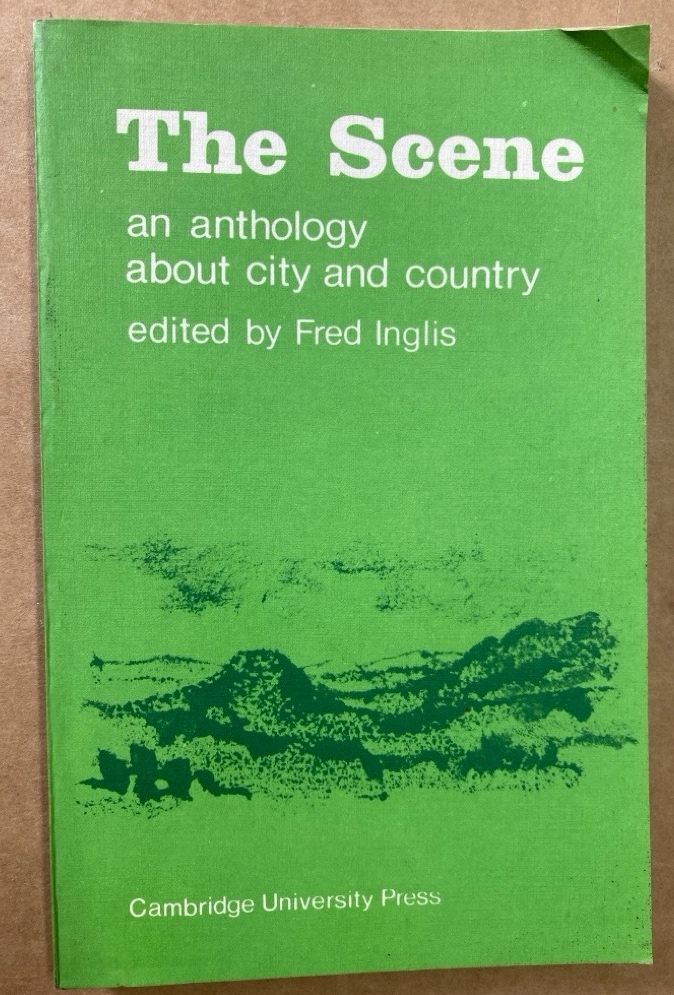 The Scene
an anthology
about city and country
edited by Fred Inglis
Cambridge University Press